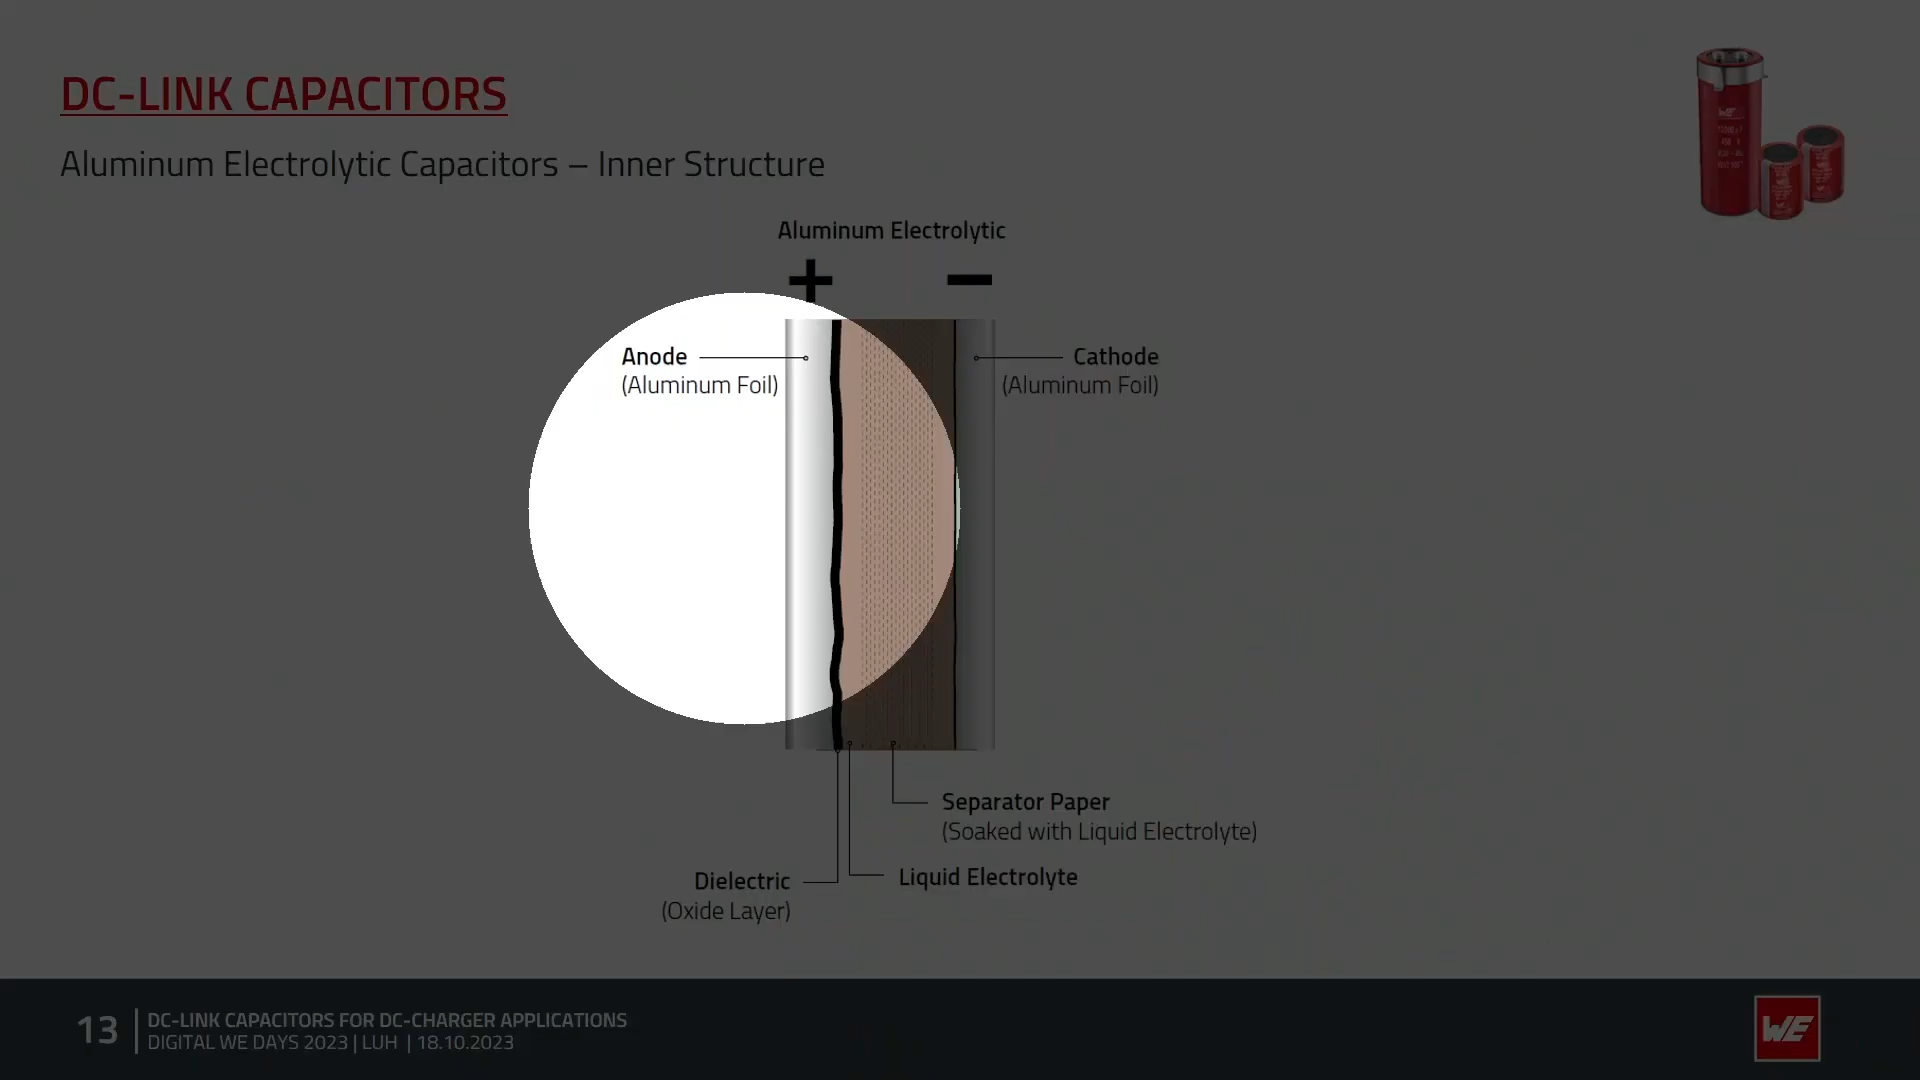 DC-LINK CAPACITORS
Aluminum Electrolytic Capacitors – Inner Structure
Aluminum Electrolytic
+ −
Anode
(Aluminum Foil)
Cathode
(Aluminum Foil)
Separator Paper
(Soaked with Liquid Electrolyte)
Dielectric
(Oxide Layer)
Liquid Electrolyte
13
DC-LINK CAPACITORS FOR DC-CHARGER APPLICATIONS
DIGITAL WE DAYS 2023 | LUH | 18.10.2023
WE